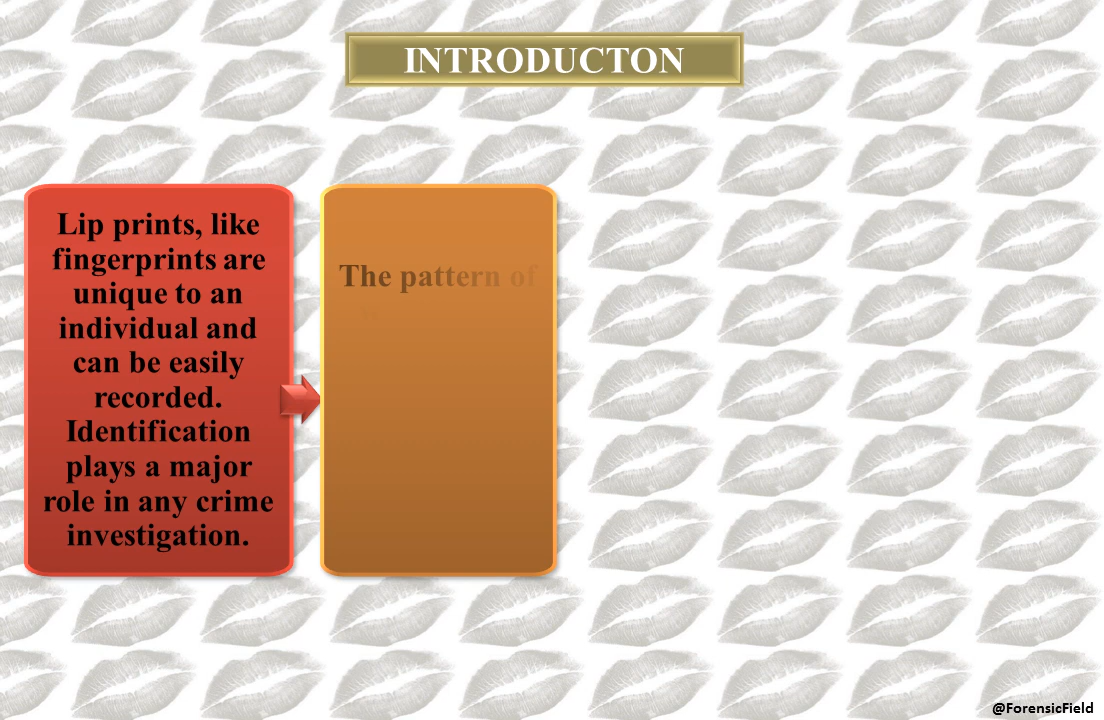 INTRODUCTON
Lip prints, like
fingerprints are
unique to an
individual and
can be easily
recorded.
Identification
plays a major
role in any crime
investigation.
The pattern of
@ForensicField